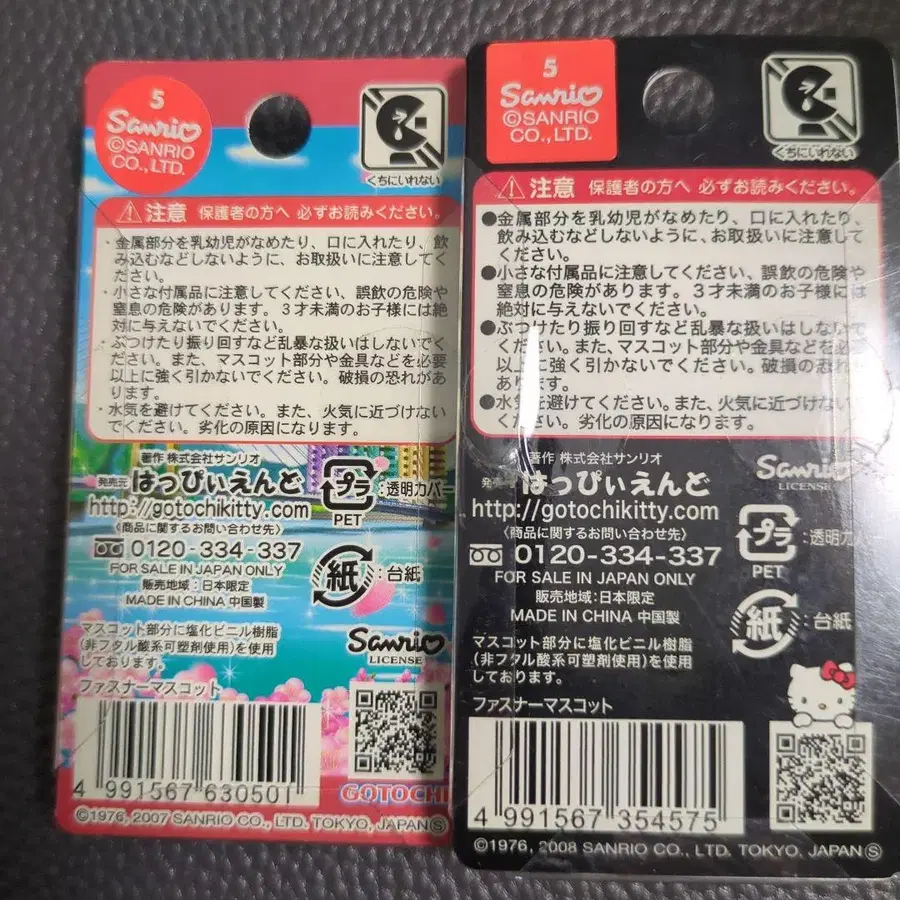 5
Sanrio
©SANRIO
CO., LTD.
くちにいれない
注意 保護者の方へ 必ずお読みください。
・金属部分を乳幼児がなめたり、口に入れたり、飲
み込むなどしないように、お取扱いに注意してく
ださい。
・小さな付属品に注意してください、誤飲の危険や
窒息の危険があります。3才未満のお子様には絶
対に与えないでください。
・ぶつけたり振り回すなど乱暴な扱いはしないでく
ださい。また、マスコット部分や金具などを必要
以上に強く引かないでください。破損の恐れがあ
ります。
・水気を避けてください。また、火気に近づけない
でください。劣化の原因になります。
著作 株式会社サンリオ
発売元 はっぴぃえんど
http://gotochikitty.com
〈商品に関するお問い合わせ先〉
0120-334-337
FOR SALE IN JAPAN ONLY
販売地域:日本限定
MADE IN CHINA 中国製
プラ
PET
:透明カバー
紙
:台紙
マスコット部分に塩化ビニル樹脂
(非フタル酸系可塑剤使用)を使用
しております。
Sanrio
LICENSE
ファスナーマスコット
4 991567 630501
GOTOCHI
©1976, 2007 SANRIO CO., LTD. TOKYO, JAPAN Ⓢ
5
Sanrio
©SANRIO
CO., LTD.
くちにいれない
注意 保護者の方へ 必ずお読みください。
●金属部分を乳幼児がなめたり、口に入れたり、
飲み込むなどしないように、お取扱いに注意して
ください。
●小さな付属品に注意してください、誤飲の危険や
窒息の危険があります。3才未満のお子様には
絶対に与えないでください。
●ぶつけたり振り回すなど乱暴な扱いはしないで
ください。また、マスコット部分や金具などを必要
以上に強く引かないでください。破損の恐れが
あります。
●水気を避けてください。また、火気に近づけない
でください。劣化の原因になります。
著作 株式会社サンリオ
発売元 はっぴぃえんど
http://gotochikitty.com
〈商品に関するお問い合わせ先〉
0120-334-337
FOR SALE IN JAPAN ONLY
販売地域:日本限定
MADE IN CHINA 中国製
Sanrio
LICENSE
プラ
PET
:透明カバー
紙
:台紙
マスコット部分に塩化ビニル樹脂
(非フタル酸系可塑剤使用)を使用
しております。
ファスナーマスコット
4 991567 354575
©1976, 2008 SANRIO CO., LTD. TOKYO, JAPAN Ⓢ